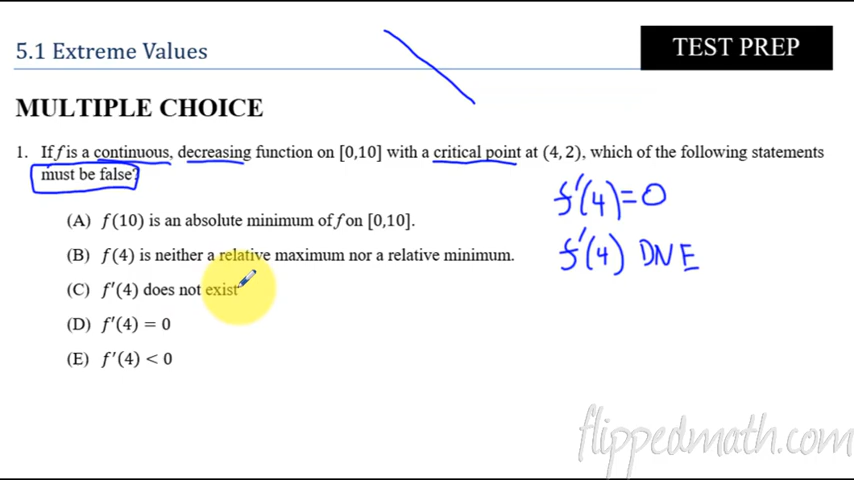 5.1 Extreme Values
TEST PREP
MULTIPLE CHOICE
1. If f is a continuous, decreasing function on [0,10] with a critical point at (4, 2), which of the following statements
must be false?
(A) f(10) is an absolute minimum of f on [0,10].
(B) f(4) is neither a relative maximum nor a relative minimum.
(C) f′(4) does not exist
(D) f′(4) = 0
(E) f′(4) < 0
f′(4)=0
f′(4) DNE
flippedmath.com